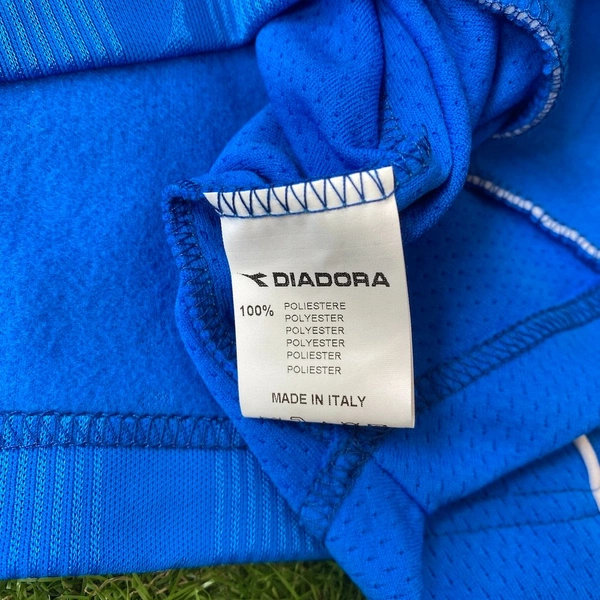 DIADORA
100% POLIESTERE
POLYESTER
POLYESTER
POLYESTER
POLIESTER
POLIESTER
MADE IN ITALY